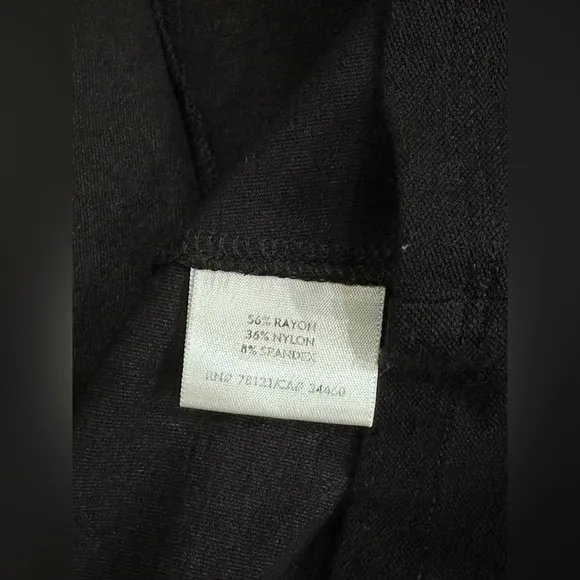 56% RAYON
36% NYLON
8% SPANDEX
RN# 78121/CA# 34460